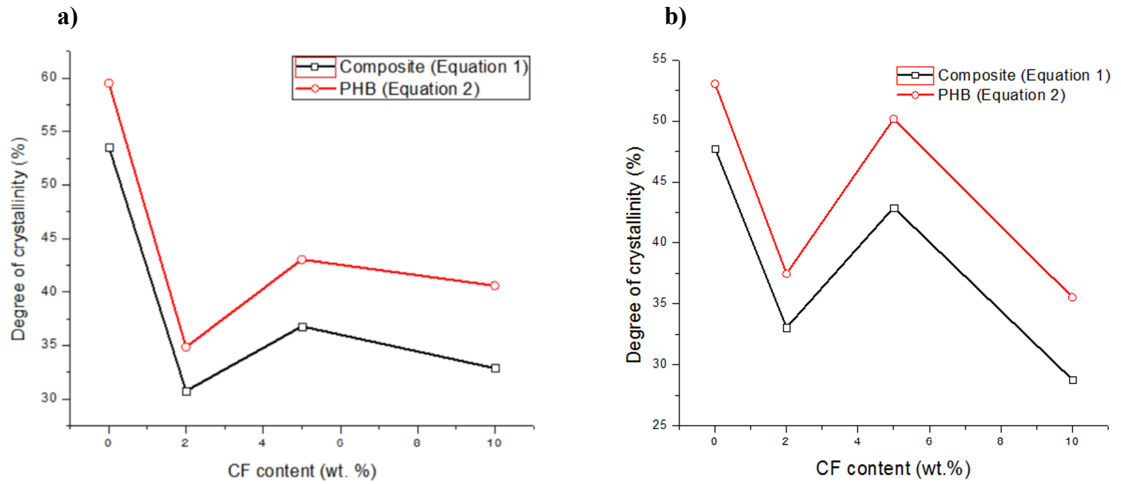 a)
Composite (Equation 1)
PHB (Equation 2)
Degree of crystallinity (%)
60
55
50
45
40
35
30
0 2 4 6 8 10
CF content (wt. %)
b)
Composite (Equation 1)
PHB (Equation 2)
Degree of crystallinity (%)
55
50
45
40
35
30
25
0 2 4 6 8 10
CF content (wt.%)